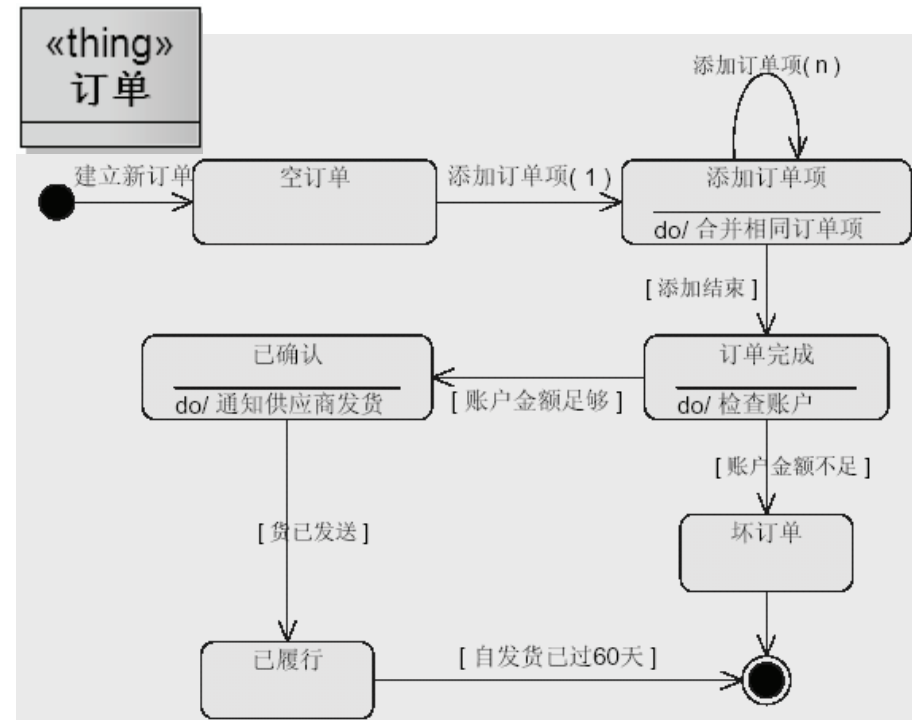 «thing»
订单
添加订单项( n )
建立新订单
空订单
添加订单项( 1 )
添加订单项
do/ 合并相同订单项
[ 添加结束 ]
已确认
do/ 通知供应商发货
[ 账户金额足够 ]
订单完成
do/ 检查账户
[ 账户金额不足 ]
[ 货已发送 ]
坏订单
已履行
[ 自发货已过60天 ]